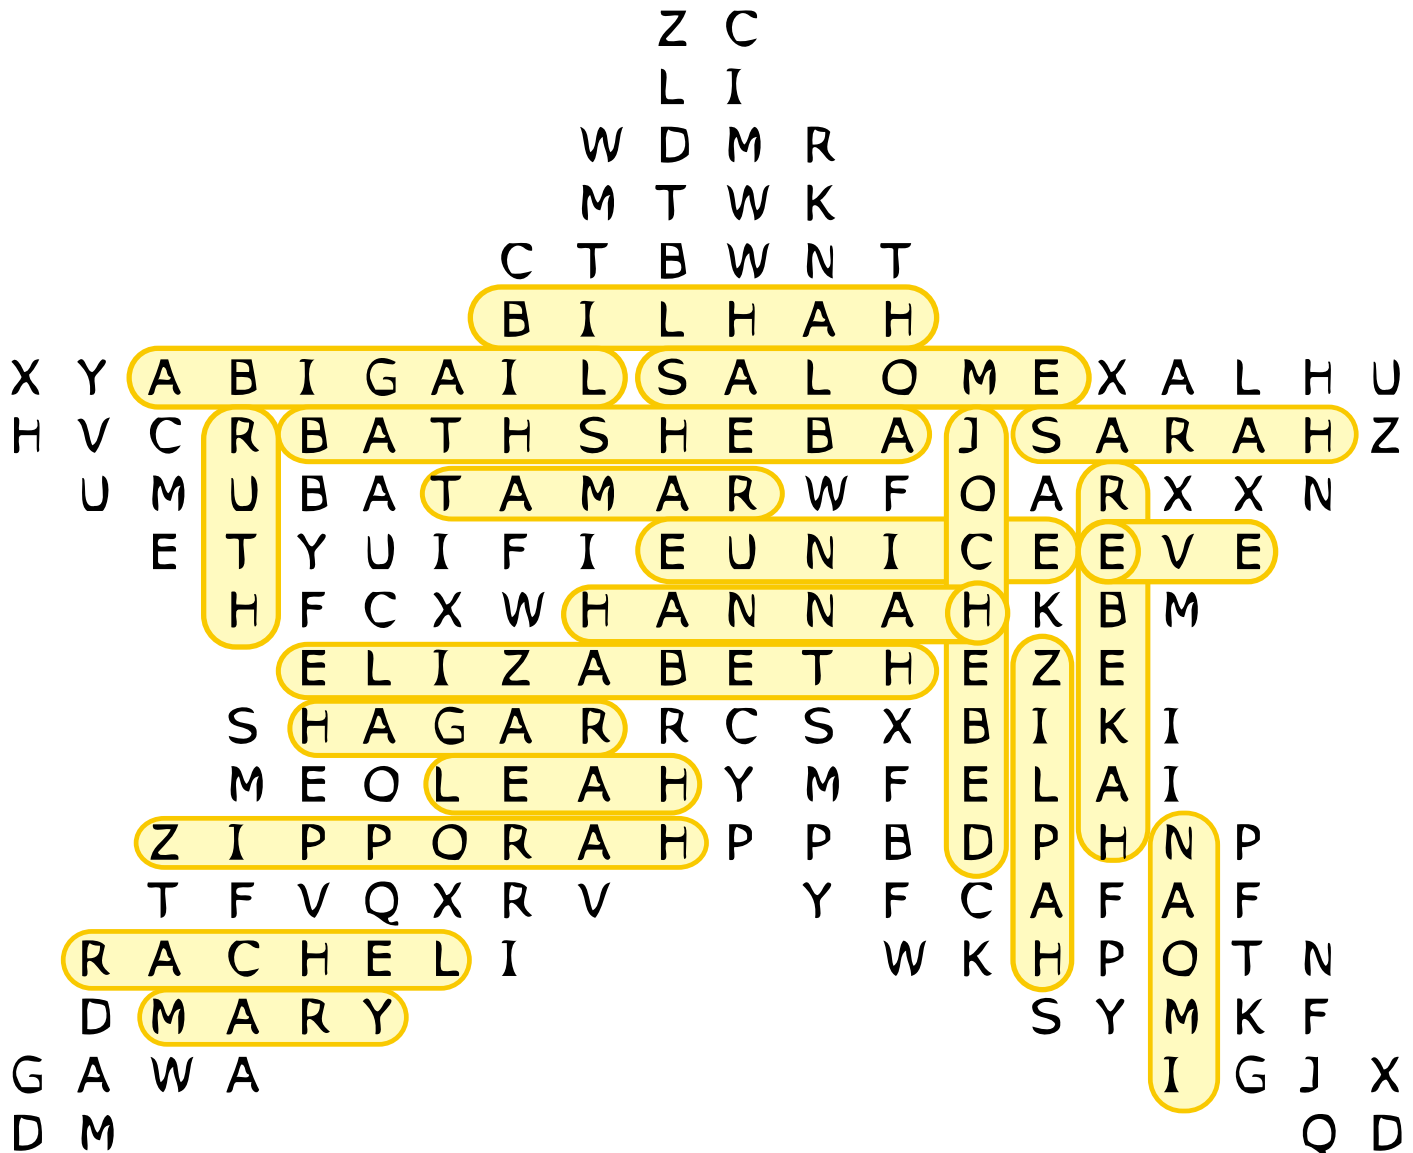 Z C
L I
W D M R
M T W K
C T B W N T
B I L H A H
X Y A B I G A I L S A L O M E X A L H U
H V C R B A T H S H E B A J S A R A H Z
U M U B A T A M A R W F O A R X X N
E T Y U I F I E U N I C E E V E
H F C X W H A N N A H K B M
E L I Z A B E T H E Z E
S H A G A R R C S X B I K I
M E O L E A H Y M F E L A I
Z I P P O R A H P P B D P H N P
T F V Q X R V Y F C A F A F
R A C H E L I W K H P O T N
D M A R Y S Y M K F
G A W A I G J X
D M Q D